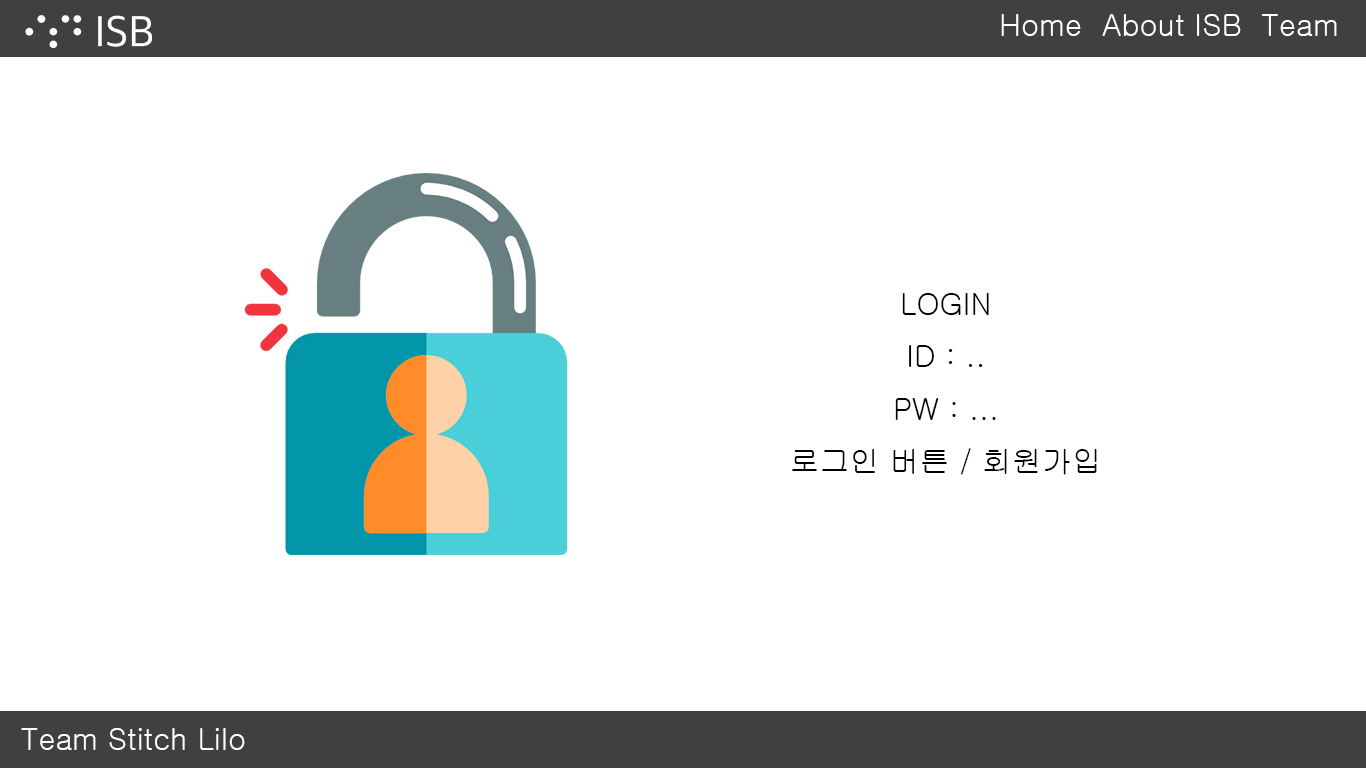 ISB
Home About ISB Team
LOGIN
ID : ..
PW : ...
로그인 버튼 / 회원가입
Team Stitch Lilo